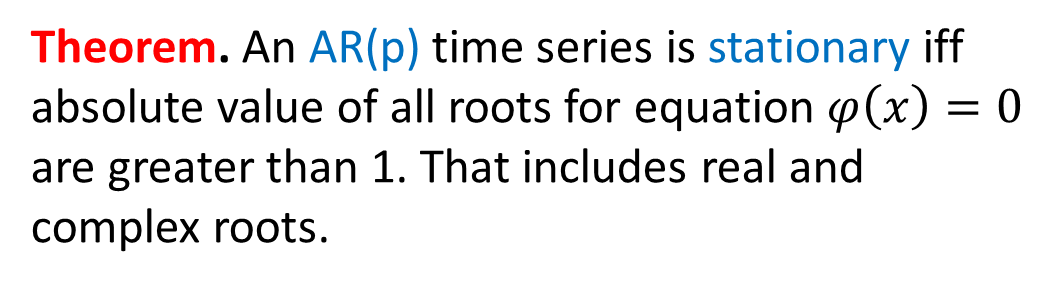 Theorem. An AR(p) time series is stationary iff
absolute value of all roots for equation φ(x) = 0
are greater than 1. That includes real and
complex roots.